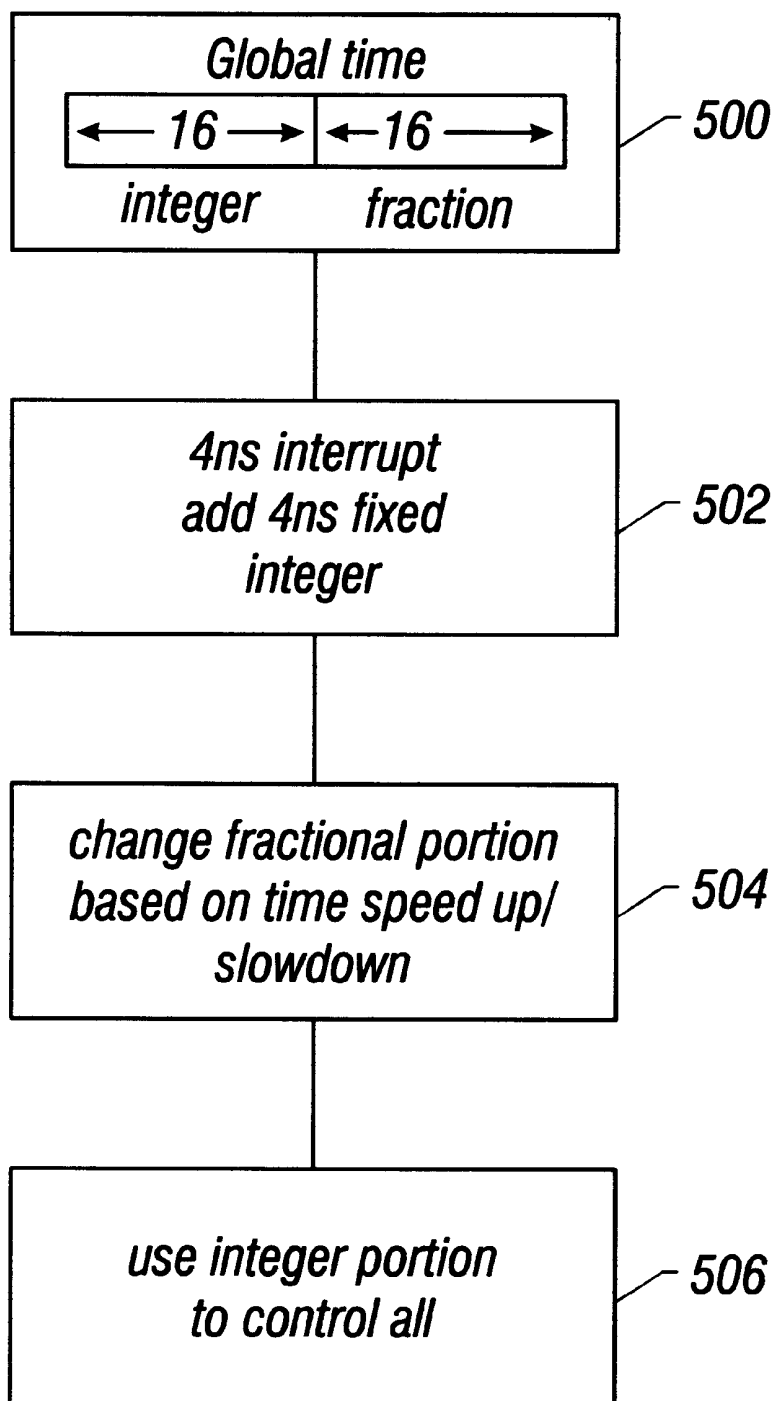 Global time
16 16
integer fraction
500
4ns interrupt
add 4ns fixed
integer
502
change fractional portion
based on time speed up/
slowdown
504
use integer portion
to control all
506